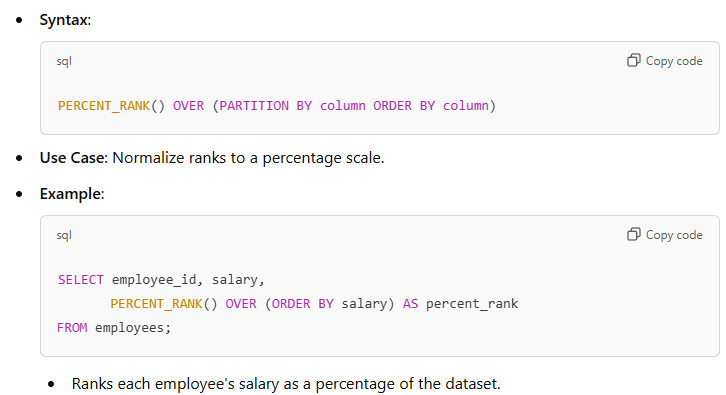 Syntax:
sql
Copy code
PERCENT_RANK() OVER (PARTITION BY column ORDER BY column)
Use Case: Normalize ranks to a percentage scale.
Example:
sql
Copy code
SELECT employee_id, salary,
       PERCENT_RANK() OVER (ORDER BY salary) AS percent_rank
FROM employees;
Ranks each employee's salary as a percentage of the dataset.